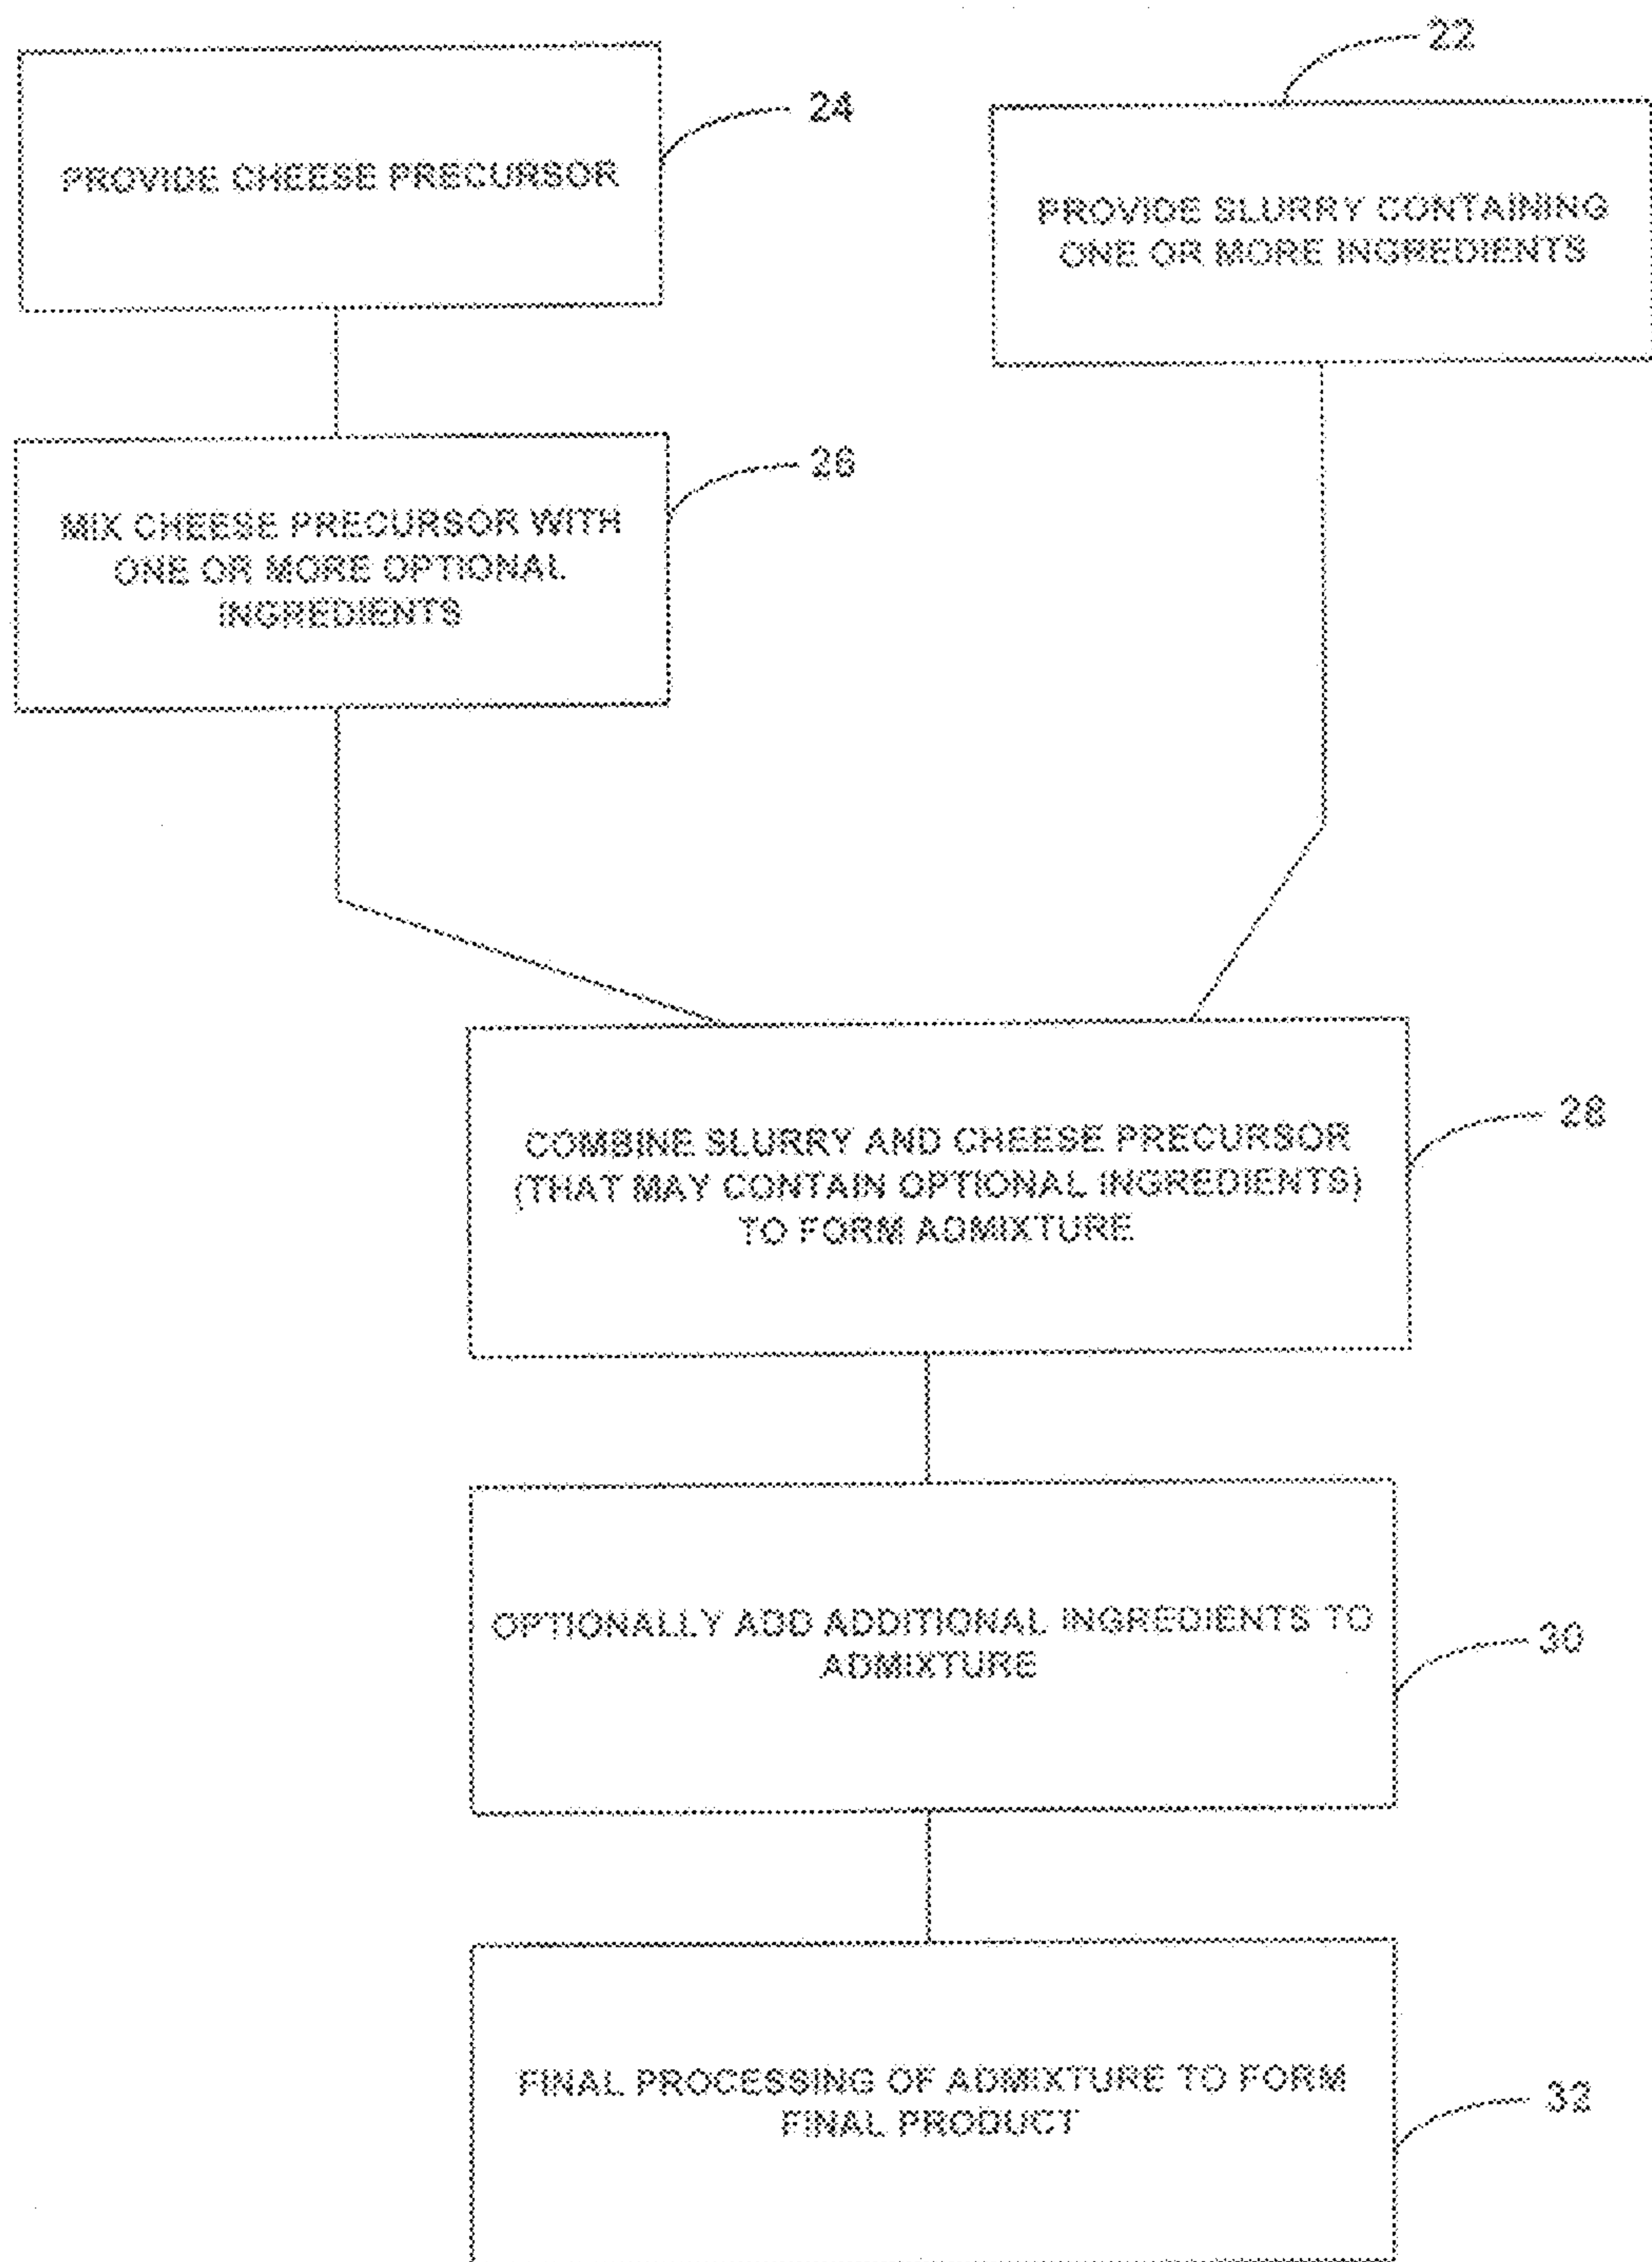 22
24
PROVIDE CHEESE PRECURSOR
PROVIDE SLURRY CONTAINING
ONE OR MORE INGREDIENTS
26
MIX CHEESE PRECURSOR WITH
ONE OR MORE OPTIONAL
INGREDIENTS
28
COMBINE SLURRY AND CHEESE PRECURSOR
(THAT MAY CONTAIN OPTIONAL INGREDIENTS)
TO FORM ADMIXTURE
OPTIONALLY ADD ADDITIONAL INGREDIENTS TO
ADMIXTURE
30
FINAL PROCESSING OF ADMIXTURE TO FORM
FINAL PRODUCT
32